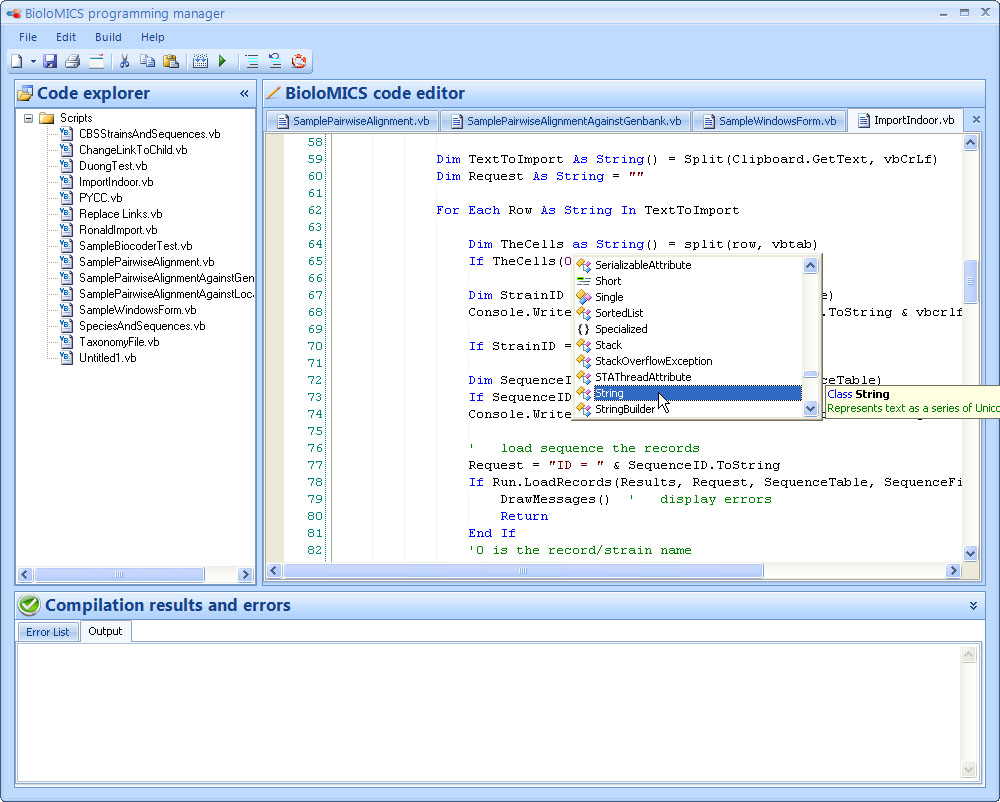 BioloMICS programming manager
File Edit Build Help
Code explorer «
Scripts
CBSStrainsAndSequences.vb
ChangeLinkToChild.vb
DuongTest.vb
ImportIndoor.vb
PYCC.vb
Replace Links.vb
RonaldImport.vb
SampleBiocoderTest.vb
SamplePairwiseAlignment.vb
SamplePairwiseAlignmentAgainstGen
SamplePairwiseAlignmentAgainstLoca
SampleWindowsForm.vb
SpeciesAndSequences.vb
TaxonomyFile.vb
Untitled1.vb
BioloMICS code editor
SamplePairwiseAlignment.vb SamplePairwiseAlignmentAgainstGenbank.vb SampleWindowsForm.vb ImportIndoor.vb
58
59 Dim TextToImport As String() = Split(Clipboard.GetText, vbCrLf)
60 Dim Request As String = ""
61
62 For Each Row As String In TextToImport
63
64 Dim TheCells as String() = split(row, vbtab)
65 If TheCells(0
66
67 Dim StrainID e)
68 Console.Write .ToString & vbcrlf
69
70 If StrainID =
71
72 Dim SequenceI ceTable)
73 If SequenceID
74 Console.Write
75
76 ' load sequence the records
77 Request = "ID = " & SequenceID.ToString
78 If Run.LoadRecords(Results, Request, SequenceTable, SequenceFi
79 DrawMessages() ' display errors
80 Return
81 End If
82 '0 is the record/strain name
SerializableAttribute
Short
Single
SortedList
{} Specialized
Stack
StackOverflowException
STAThreadAttribute
String
StringBuilder
Class String
Represents text as a series of Unico
Compilation results and errors
Error List Output